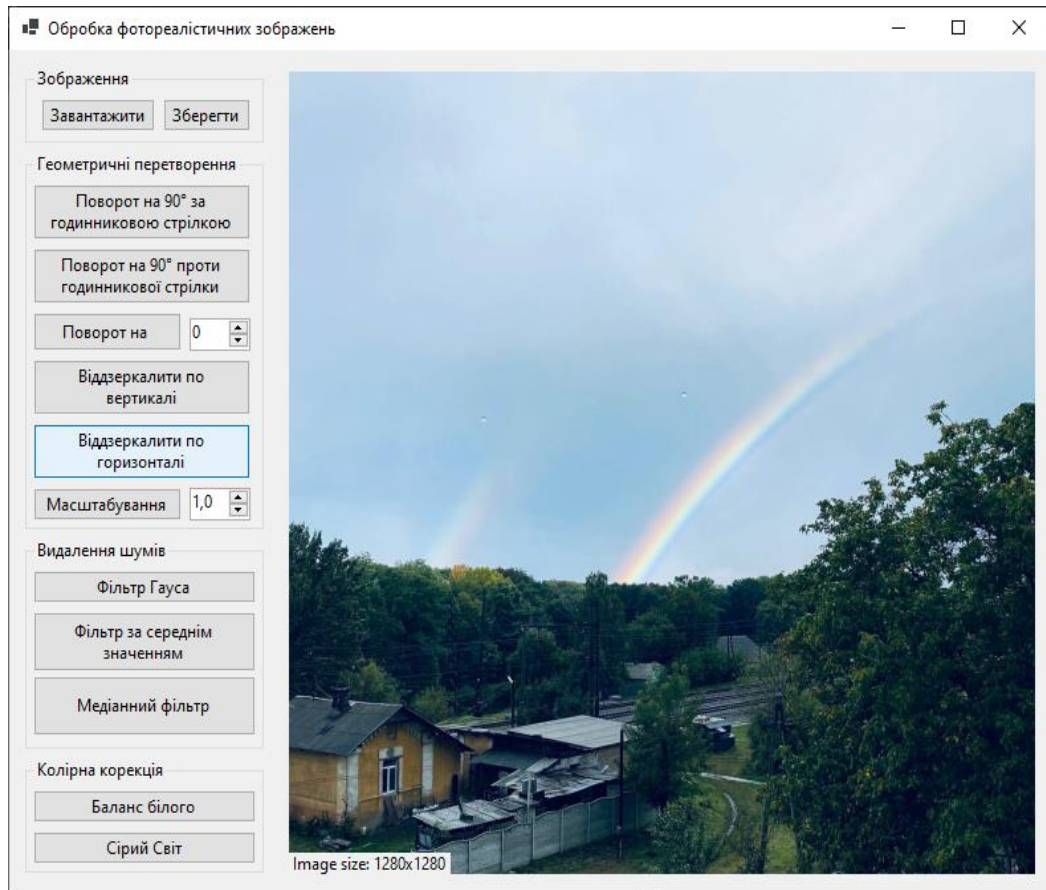 Обробка фотореалістичних зображень
Зображення
Завантажити Зберегти
Геометричні перетворення
Поворот на 90° за
годинниковою стрілкою
Поворот на 90° проти
годинникової стрілки
Поворот на 0
Віддзеркалити по
вертикалі
Віддзеркалити по
горизонталі
Масштабування 1,0
Видалення шумів
Фільтр Гауса
Фільтр за середнім
значенням
Медіанний фільтр
Колірна корекція
Баланс білого
Сірий Світ
Image size: 1280x1280